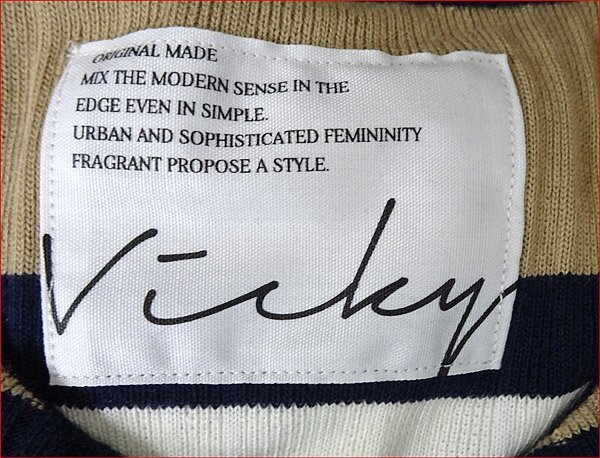 ORIGINAL MADE
MIX THE MODERN SENSE IN THE
EDGE EVEN IN SIMPLE.
URBAN AND SOPHISTICATED FEMININITY
FRAGRANT PROPOSE A STYLE.
Vicky